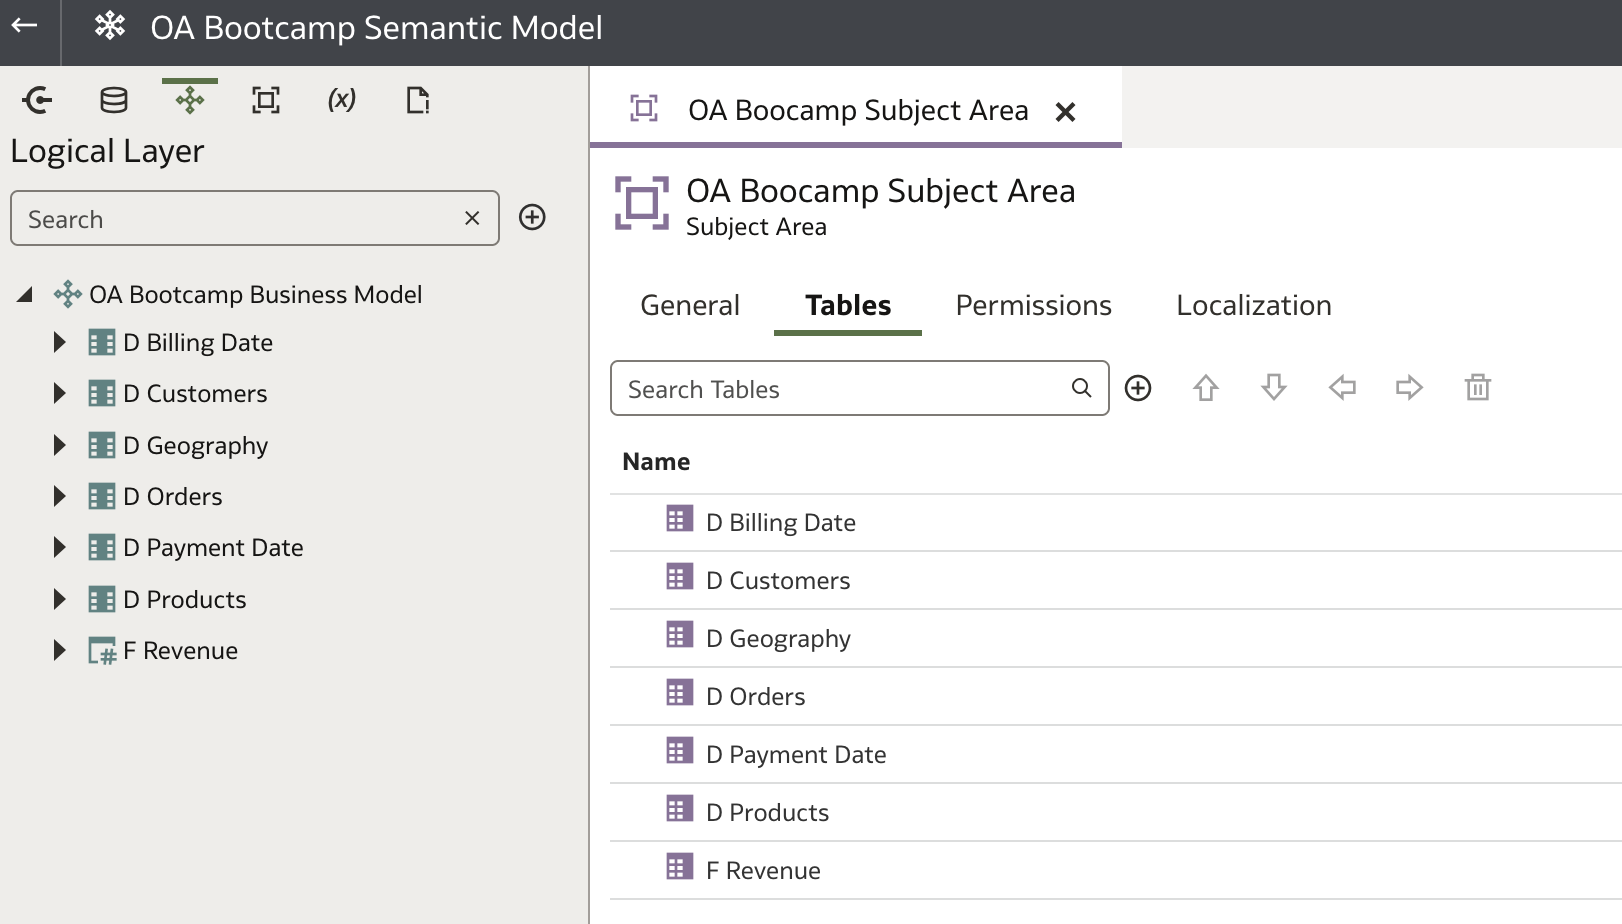 OA Bootcamp Semantic Model
(x)
Logical Layer
Search
OA Bootcamp Business Model
D Billing Date
D Customers
D Geography
D Orders
D Payment Date
D Products
F Revenue
OA Boocamp Subject Area
OA Boocamp Subject Area
Subject Area
General Tables Permissions Localization
Search Tables
Name
D Billing Date
D Customers
D Geography
D Orders
D Payment Date
D Products
F Revenue